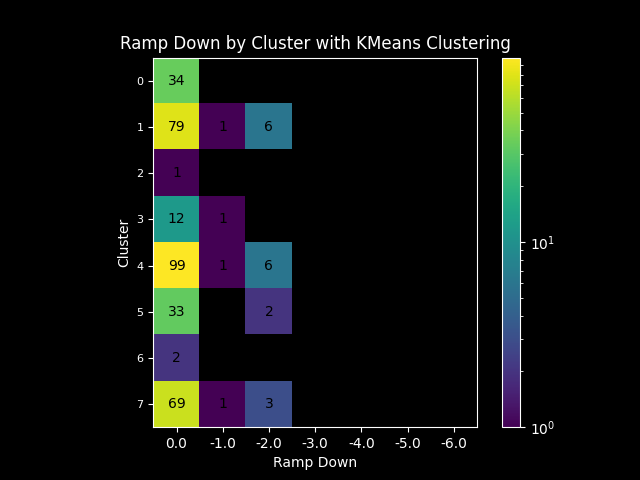 Ramp Down by Cluster with KMeans Clustering
0 34
1 79 1 6
2 1
3 12 1
4 99 1 6
5 33 2
6 2
7 69 1 3
0.0 -1.0 -2.0 -3.0 -4.0 -5.0 -6.0
Ramp Down
Cluster
10¹
10⁰